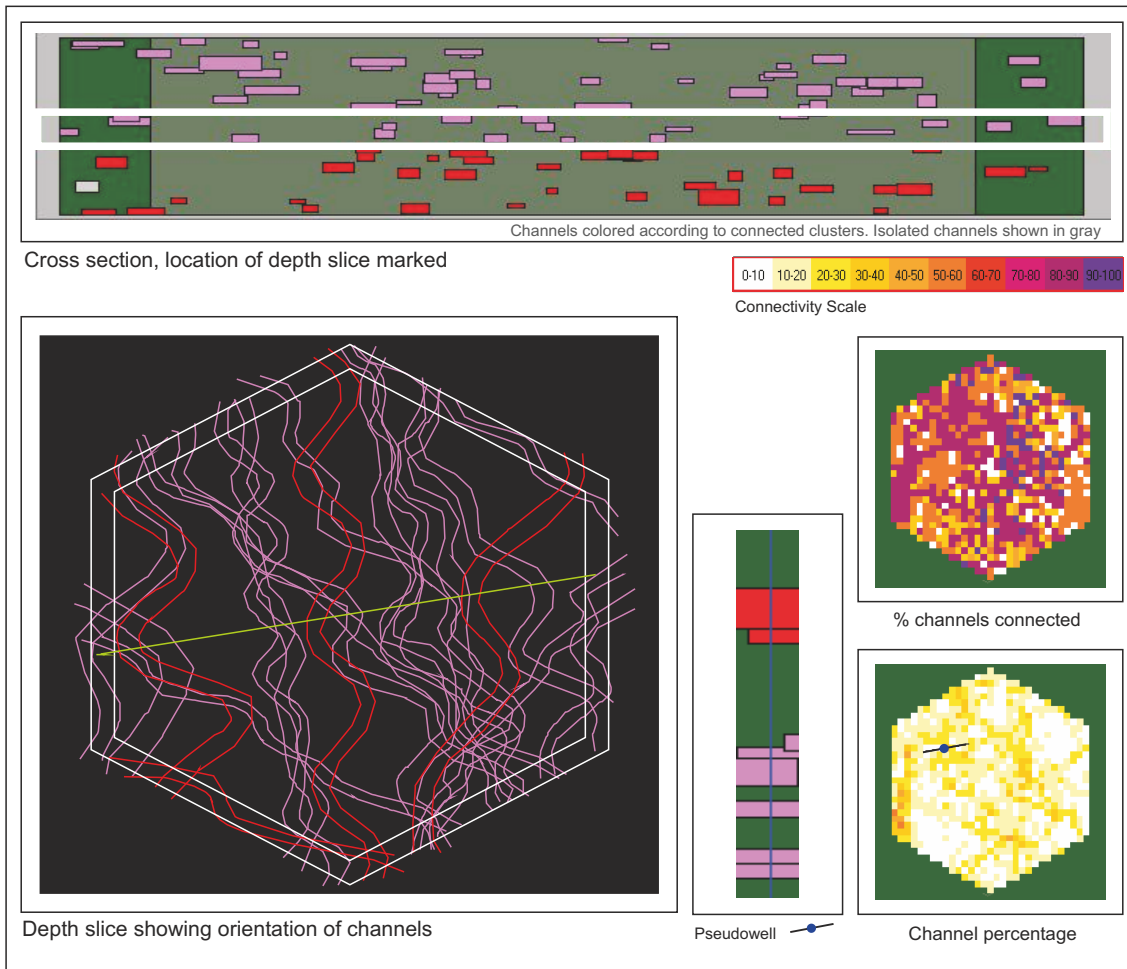 Channels colored according to connected clusters. Isolated channels shown in gray
Cross section, location of depth slice marked
0-10 10-20 20-30 30-40 40-50 50-60 60-70 70-80 80-90 90-100
Connectivity Scale
% channels connected
Depth slice showing orientation of channels
Pseudowell
Channel percentage